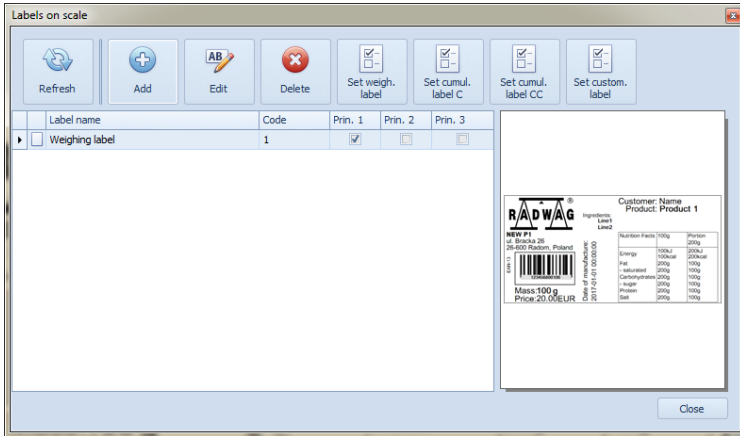 Labels on scale
Refresh
Add
AB
Edit
Delete
Set weigh.
label
Set cumul.
label C
Set cumul.
label CC
Set custom.
label
Label name Code Prin. 1 Prin. 2 Prin. 3
Weighing label 1
RADWAG®
NEW P1
ul. Bracka 26
26-600 Radom, Poland
EAN-13
Mass:100 g
Price:20.00EUR
Ingredients:
Line1
Line2
Date of manufacture:
2017-01-01 00:00:00
Customer: Name
Product: Product 1
Nutrition Facts 100g Portion
200g
Energy 100kJ 200kJ
100kcal 200kcal
Fat 200g 100g
- saturated 200g 100g
Carbohydrates 200g 100g
- sugar 200g 100g
Protein 200g 100g
Salt 200g 100g
Close